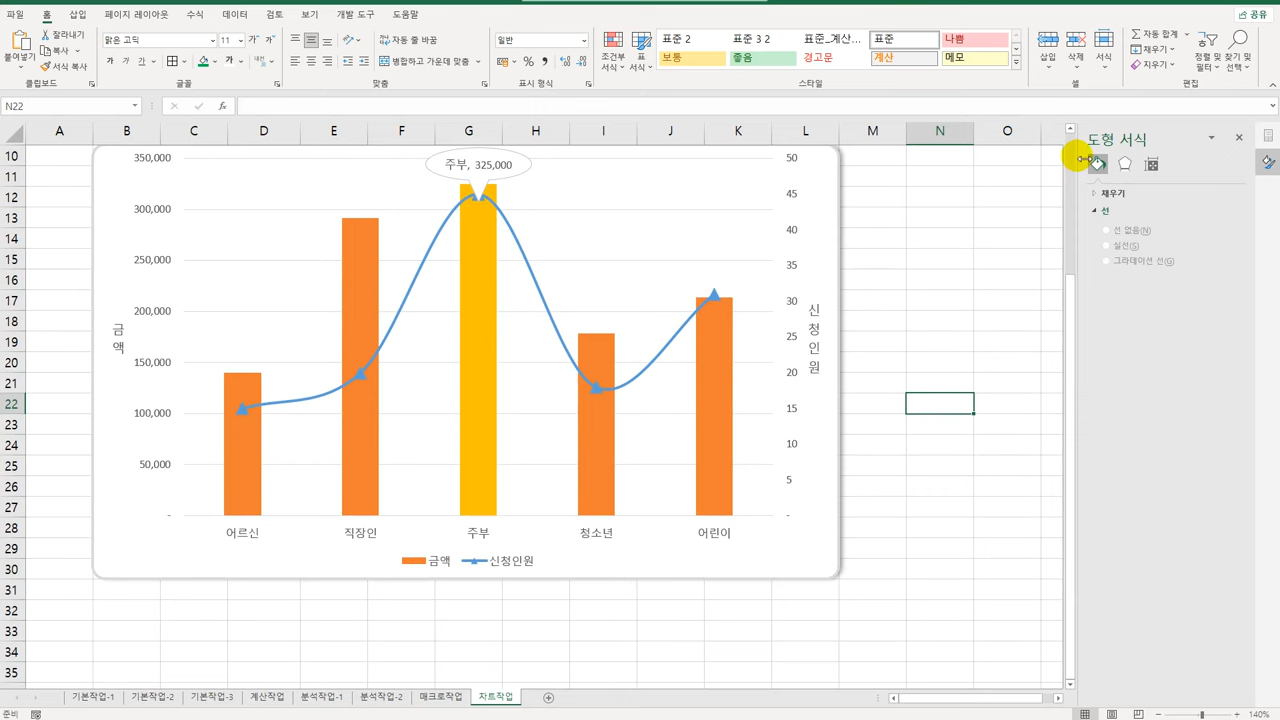 파일 홈 삽입 페이지 레이아웃 수식 데이터 검토 보기 개발 도구 도움말 공유
붙여넣기 잘라내기 복사 서식 복사 클립보드
맑은 고딕 11 가 가 가 가 가 가 글꼴
자동 줄 바꿈 병합하고 가운데 맞춤 맞춤
일반 % 표시 형식
조건부 서식 표 서식 표준 2 표준 3 2 표준_계산... 표준 나쁨
보통 좋음 경고문 계산 메모 스타일
삽입 삭제 서식 셀
자동 합계 채우기 지우기 정렬 및 필터 찾기 및 선택 편집
N22 fx
A B C D E F G H I J K L M N O
10
11
12
13
14
15
16
17
18
19
20
21
22
23
24
25
26
27
28
29
30
31
32
33
34
35
350,000
300,000
250,000
200,000
150,000
100,000
50,000
-
금액
주부, 325,000
50
45
40
35
30
25
20
15
10
5
-
신청인원
어르신 직장인 주부 청소년 어린이
금액 신청인원
도형 서식
채우기
선
선 없음(N)
실선(S)
그라데이션 선(G)
기본작업-1 기본작업-2 기본작업-3 계산작업 분석작업-1 분석작업-2 매크로작업 차트작업
준비 140%